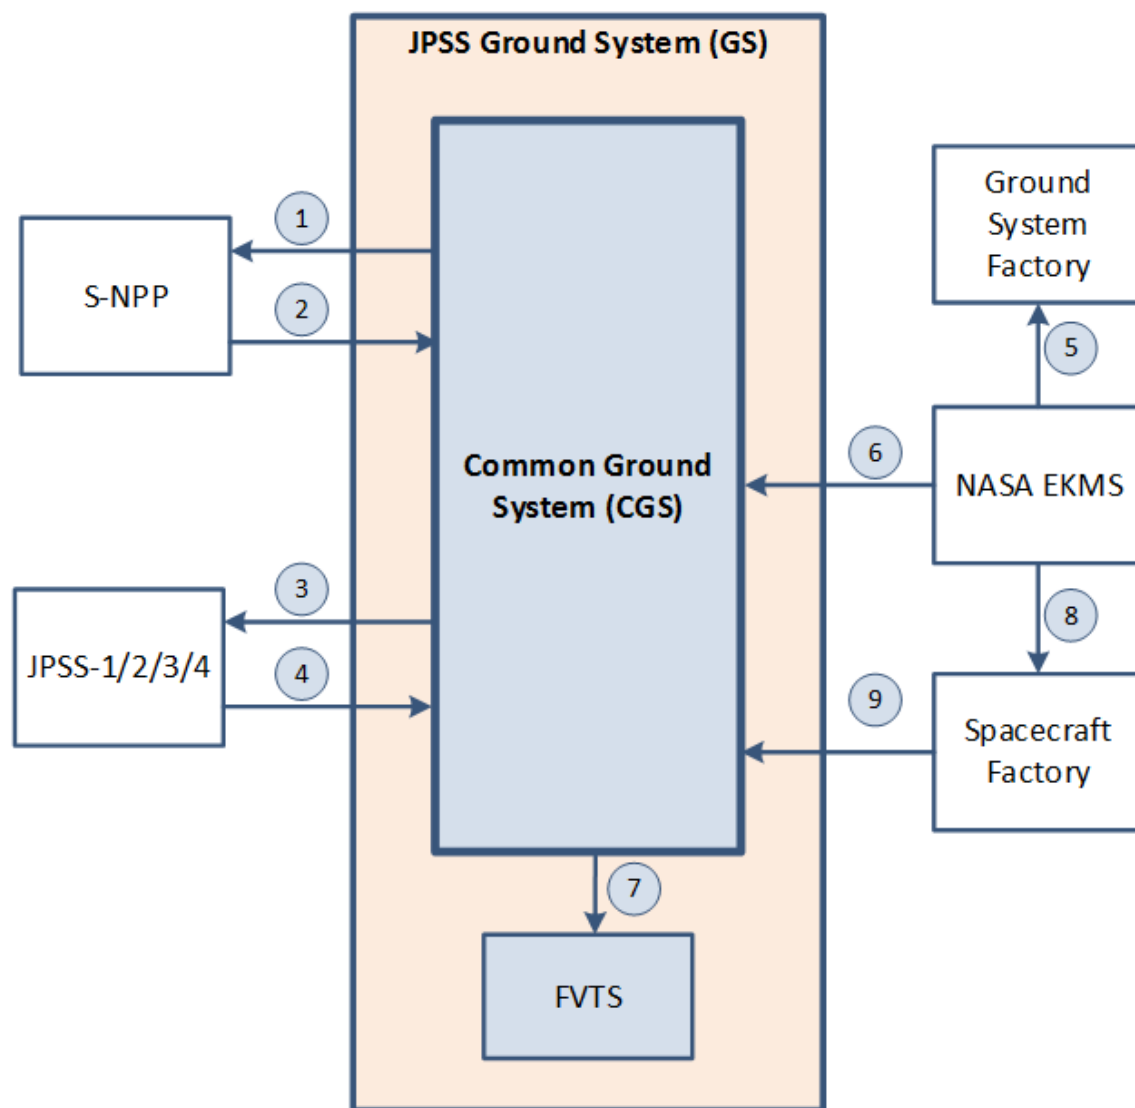 JPSS Ground System (GS)
Ground
System
Factory
1
S-NPP
2
5
6
Common Ground
System (CGS)
NASA EKMS
3
8
JPSS-1/2/3/4
4
9
Spacecraft
Factory
7
FVTS